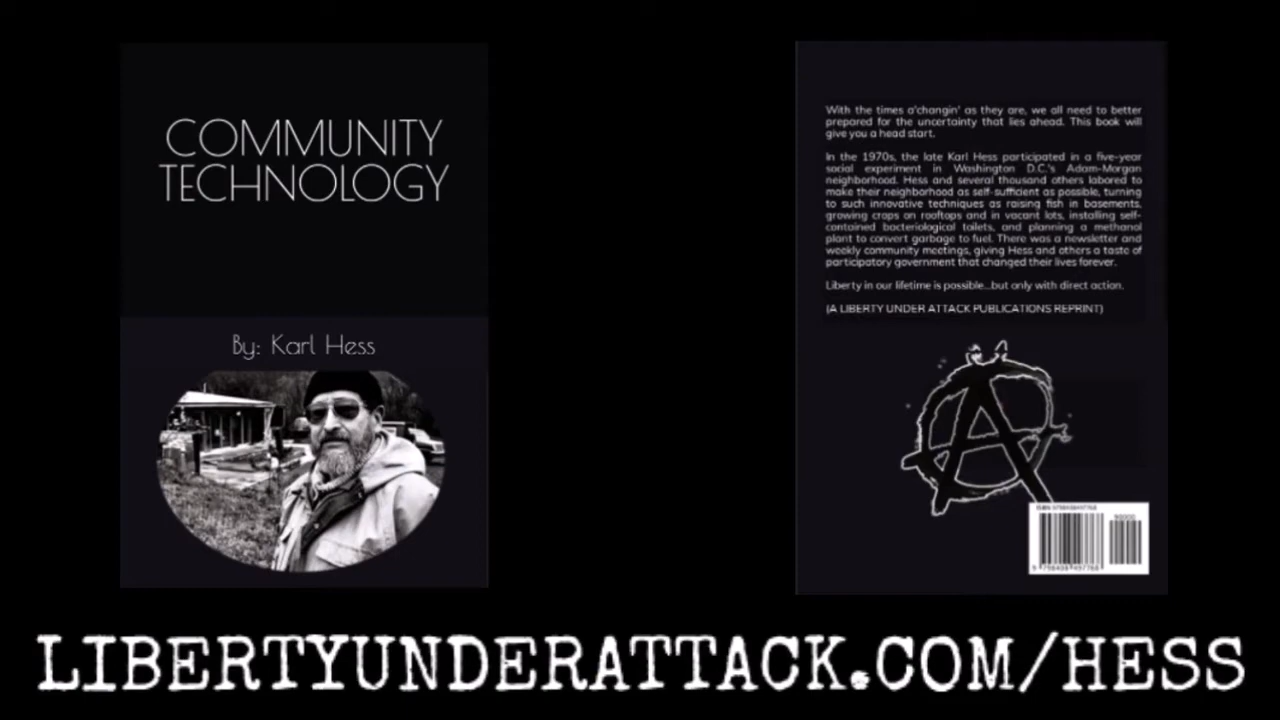 COMMUNITY
TECHNOLOGY
By: Karl Hess
With the times a'changin' as they are, we all need to better
prepared for the uncertainty that lies ahead. This book will
give you a head start.
In the 1970s, the late Karl Hess participated in a five-year
social experiment in Washington D.C.'s Adam-Morgan
neighborhood. Hess and several thousand others labored to
make their neighborhood as self-sufficient as possible, turning
to such innovative techniques as raising fish in basements,
growing crops on rooftops and in vacant lots, installing self-
contained bacteriological toilets, and planning a methanol
plant to convert garbage to fuel. There was a newsletter and
weekly community meetings, giving Hess and others a taste of
participatory government that changed their lives forever.
Liberty in our lifetime is possible...but only with direct action.
(A LIBERTY UNDER ATTACK PUBLICATIONS REPRINT)
A
90000
LIBERTYUNDERATTACK.COM/HESS